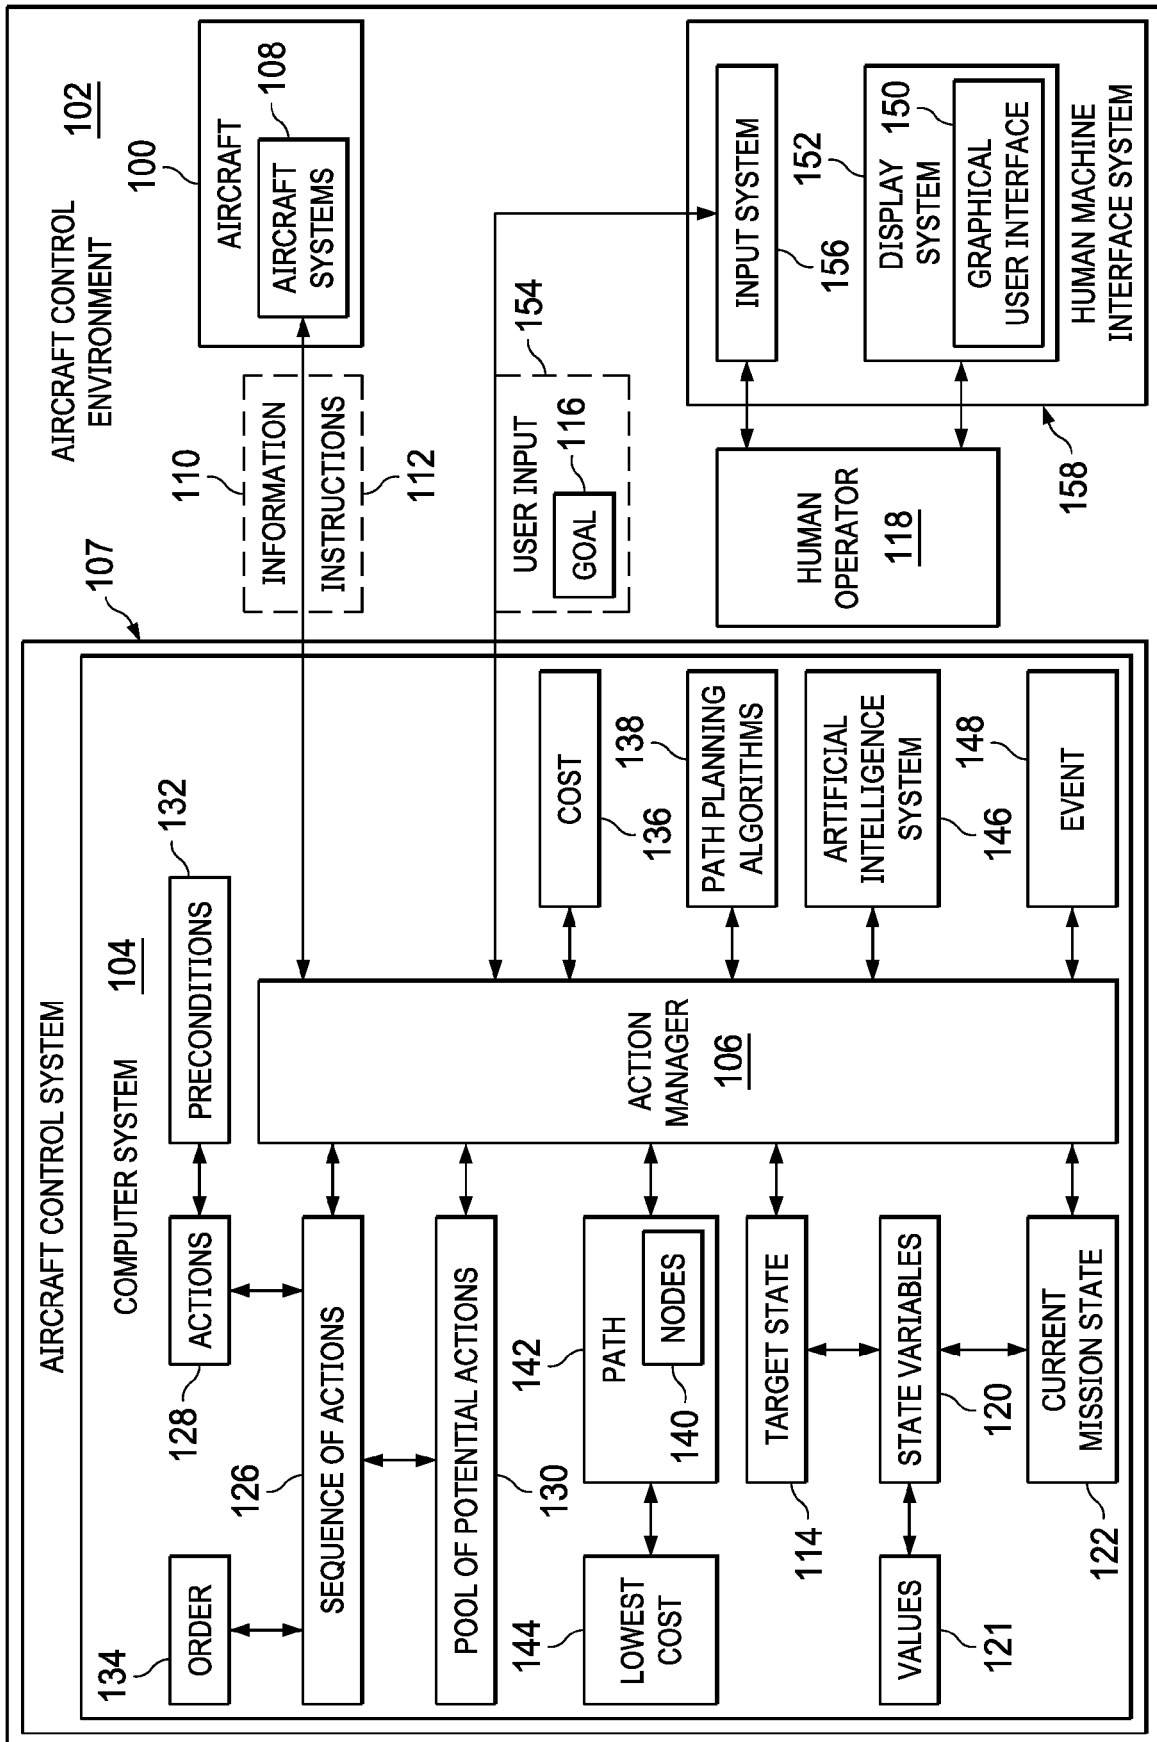 AIRCRAFT CONTROL
ENVIRONMENT
102
107
AIRCRAFT CONTROL SYSTEM
COMPUTER SYSTEM
104
134
ORDER
128
ACTIONS
132
PRECONDITIONS
126
SEQUENCE OF ACTIONS
POOL OF POTENTIAL ACTIONS
130
144
LOWEST
COST
142
PATH
NODES
140
TARGET STATE
114
VALUES
121
STATE VARIABLES
120
CURRENT
MISSION STATE
122
ACTION
MANAGER
106
COST
136
138
PATH PLANNING
ALGORITHMS
ARTIFICIAL
INTELLIGENCE
SYSTEM
146
148
EVENT
110
INFORMATION
INSTRUCTIONS
112
100
AIRCRAFT
108
AIRCRAFT
SYSTEMS
154
USER INPUT
116
GOAL
HUMAN
OPERATOR
118
INPUT SYSTEM
156
152
DISPLAY
SYSTEM
150
GRAPHICAL
USER INTERFACE
HUMAN MACHINE
INTERFACE SYSTEM
158